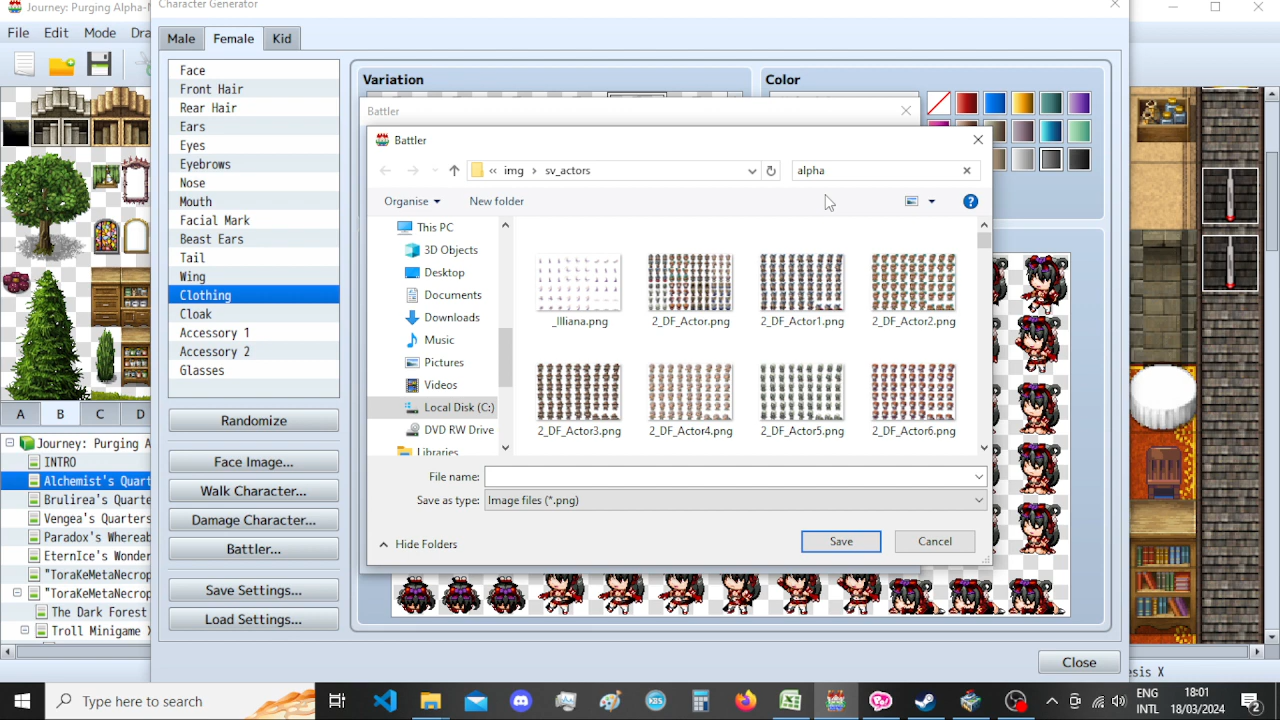 Journey: Purging Alpha-
Character Generator
File Edit Mode Dra
Male Female Kid
Face
Front Hair
Rear Hair
Ears
Eyes
Eyebrows
Nose
Mouth
Facial Mark
Beast Ears
Tail
Wing
Clothing
Cloak
Accessory 1
Accessory 2
Glasses
Randomize
Face Image...
Walk Character...
Damage Character...
Battler...
Save Settings...
Load Settings...
Variation
Color
Battler
Battler
« img › sv_actors
alpha
Organise
New folder
This PC
3D Objects
Desktop
Documents
Downloads
Music
Pictures
Videos
Local Disk (C:)
DVD RW Drive
Libraries
_Illiana.png 2_DF_Actor.png 2_DF_Actor1.png 2_DF_Actor2.png
2_DF_Actor3.png 2_DF_Actor4.png 2_DF_Actor5.png 2_DF_Actor6.png
File name:
Save as type: Image files (*.png)
Hide Folders
Save Cancel
Close
A B C D
Journey: Purging A
INTRO
Alchemist's Quart
Brulirea's Quarte
Vengea's Quarters
Paradox's Whereab
EternIce's Wonder
"ToraKeMetaNecrop
"ToraKeMetaNecrop
The Dark Forest
Troll Minigame
esis X
Type here to search
ENG
INTL
18:01
18/03/2024
2